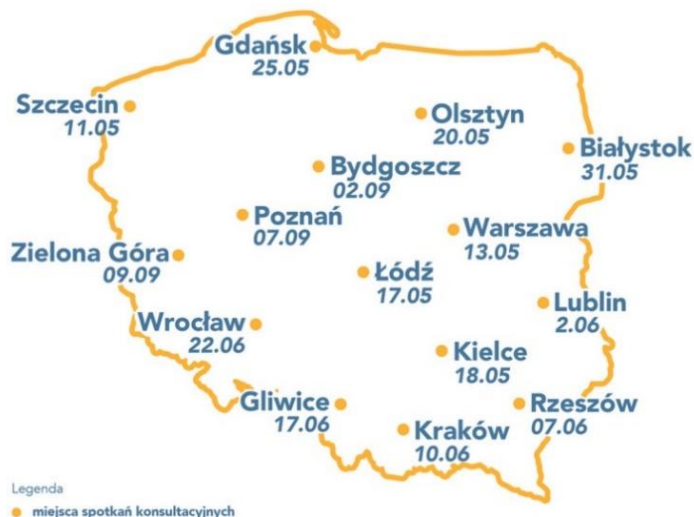 Gdańsk
25.05
Szczecin
11.05
Olsztyn
20.05
Białystok
31.05
Bydgoszcz
02.09
Poznań
07.09
Warszawa
13.05
Zielona Góra
09.09
Łódź
17.05
Lublin
2.06
Wrocław
22.06
Kielce
18.05
Gliwice
17.06
Rzeszów
07.06
Kraków
10.06
Legenda
miejsca spotkań konsultacyjnych